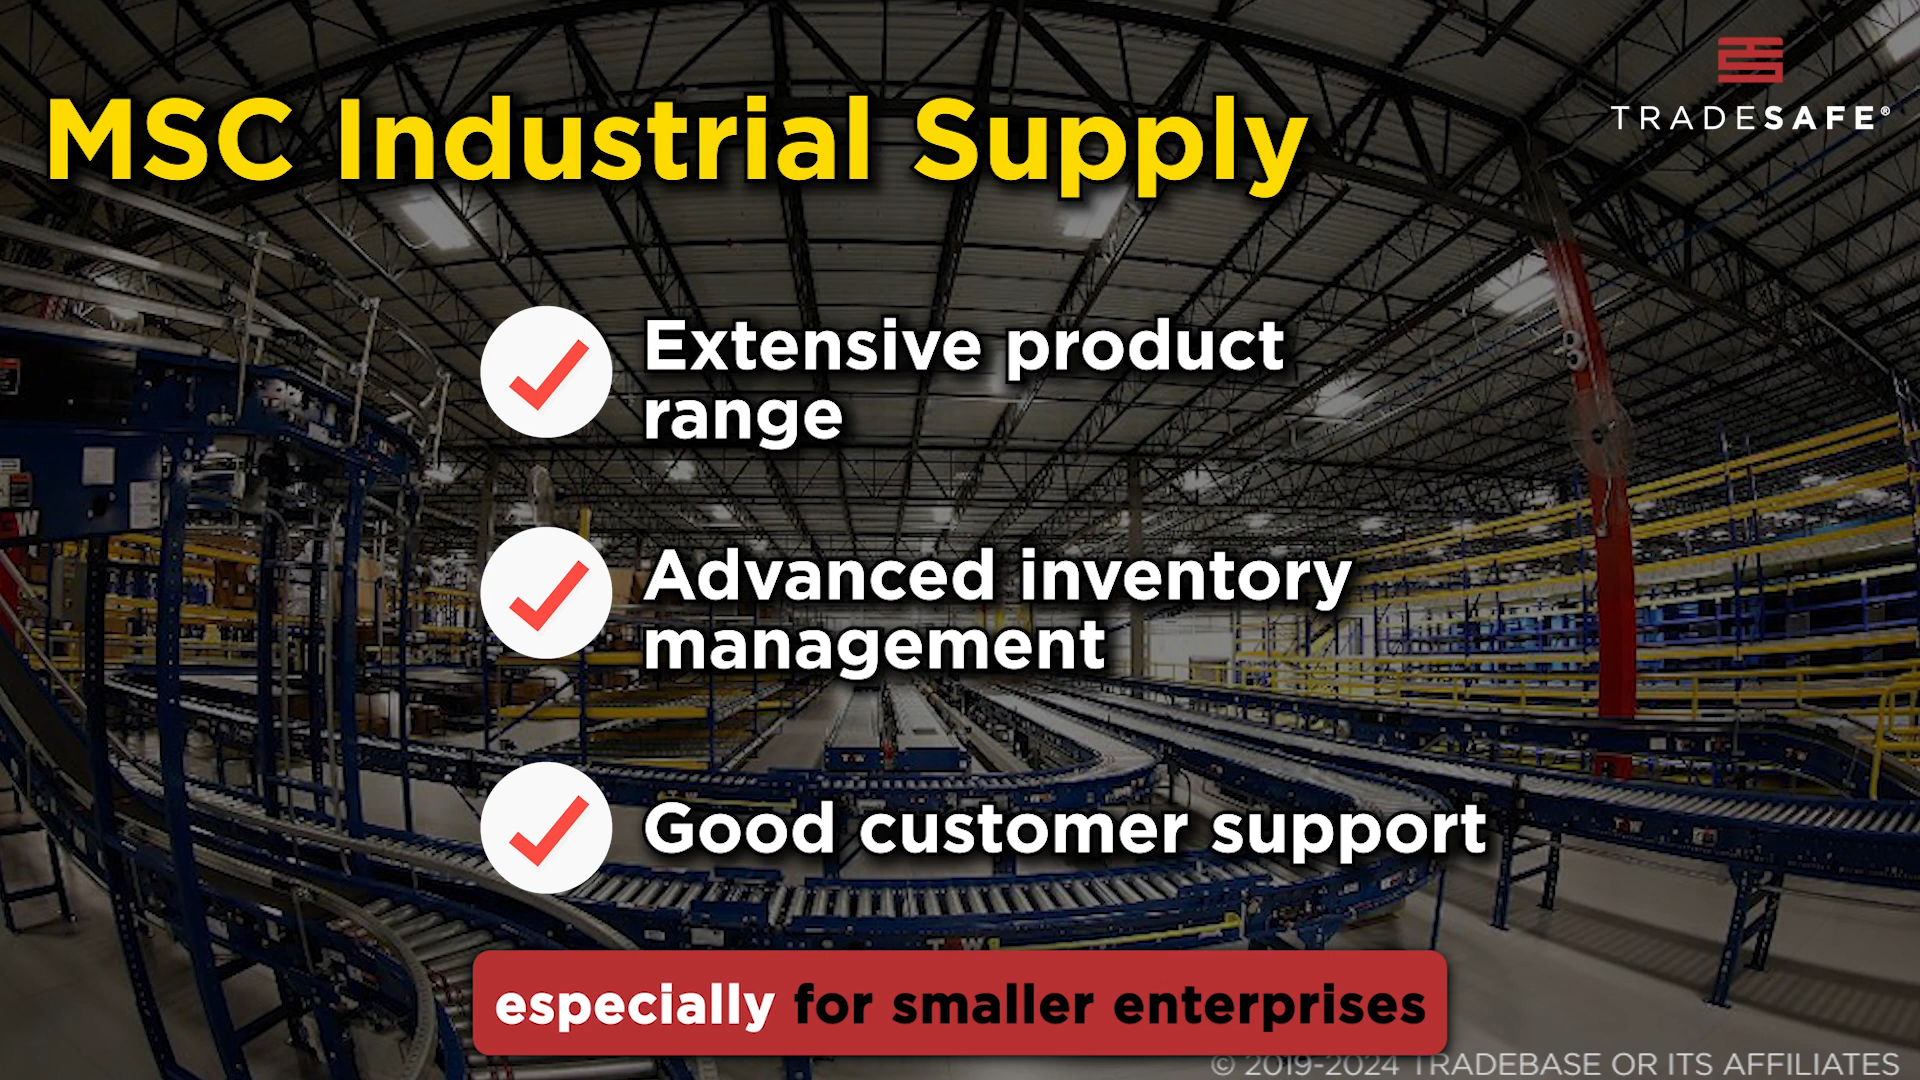 TRADESAFE®
MSC Industrial Supply
Extensive product
range
Advanced inventory
management
Good customer support
especially for smaller enterprises
© 2019-2024 TRADEBASE OR ITS AFFILIATES